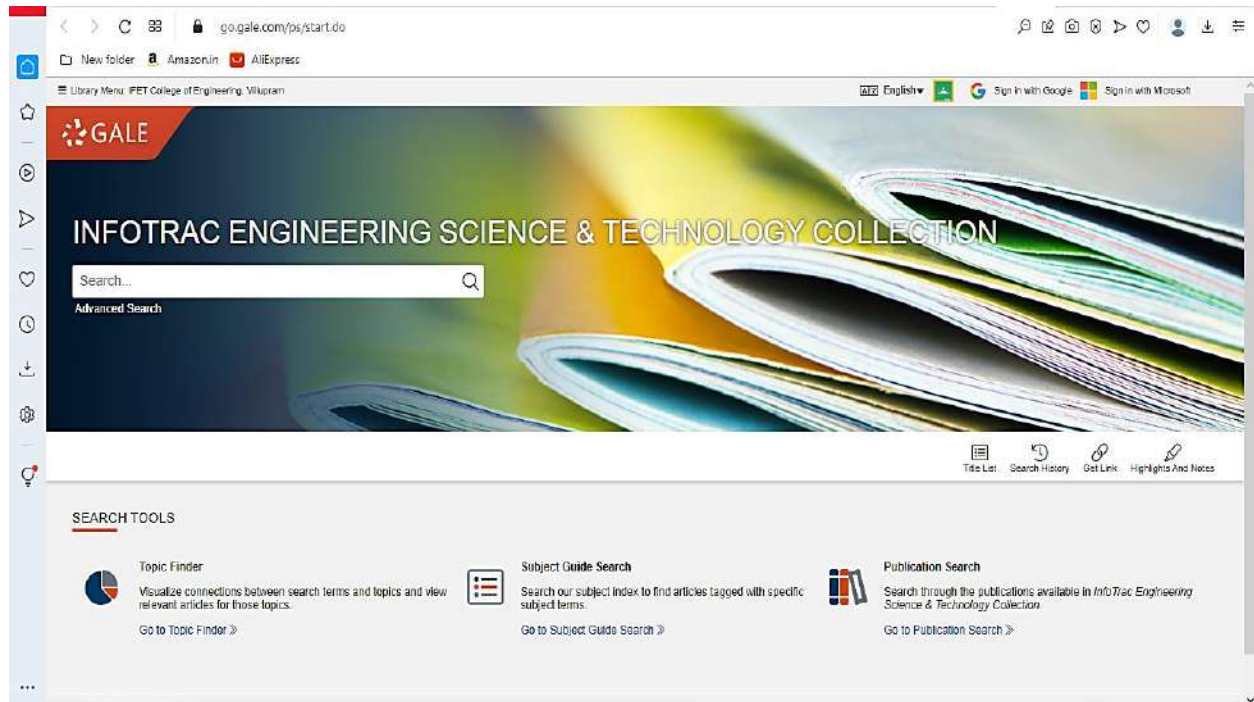 go.gale.com/ps/start.do
New folder a Amazon.in AliExpress
Library Menu: IFET College of Engineering, Villupram
English Sign in with Google Sign in with Microsoft
GALE
INFOTRAC ENGINEERING SCIENCE & TECHNOLOGY COLLECTION
Search...
Advanced Search
Title List Search History Get Link Highlights And Notes
SEARCH TOOLS
Topic Finder
Visualize connections between search terms and topics and view
relevant articles for those topics.
Go to Topic Finder »
Subject Guide Search
Search our subject index to find articles tagged with specific
subject terms.
Go to Subject Guide Search »
Publication Search
Search through the publications available in InfoTrac Engineering
Science & Technology Collection.
Go to Publication Search »